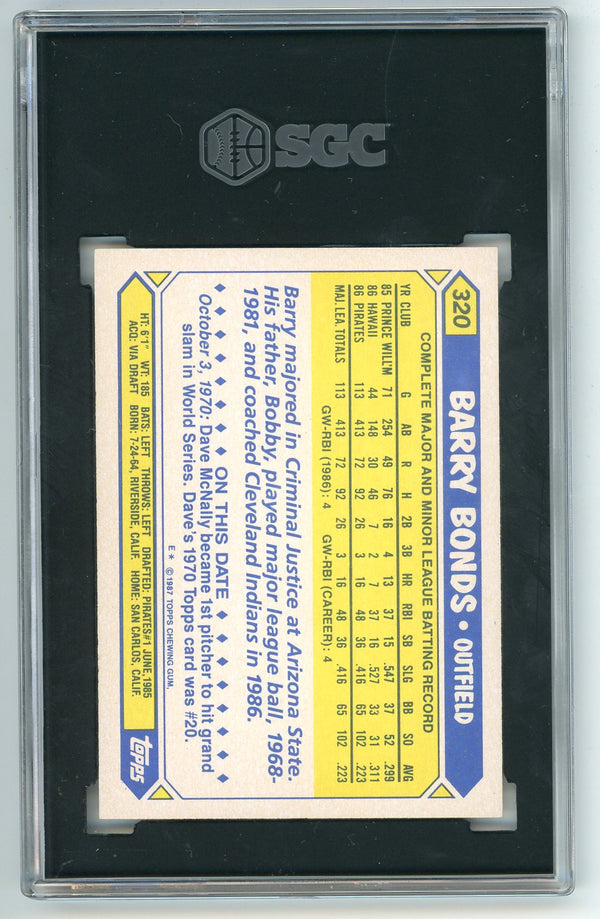 SGC
320
BARRY BONDS • OUTFIELD
COMPLETE MAJOR AND MINOR LEAGUE BATTING RECORD
YR CLUB G AB R H 2B 3B HR RBI SB SLG BB SO AVG
85 PRINCE WILL'M 71 254 49 76 16 4 13 37 15 .547 37 52 .299
86 HAWAII 44 148 30 46 7 2 7 37 16 .527 33 31 .311
86 PIRATES 113 413 72 92 26 3 16 48 36 .416 65 102 .223
MAJ. LEA. TOTALS 113 413 72 92 26 3 16 48 36 .416 65 102 .223
GW-RBI (1986): 4 GW-RBI (CAREER): 4
Barry majored in Criminal Justice at Arizona State.
His father, Bobby, played major league ball, 1968-
1981, and coached Cleveland Indians in 1986.
ON THIS DATE
October 3, 1970: Dave McNally became 1st pitcher to hit grand
slam in World Series. Dave's 1970 Topps card was #20.
E* ©1987 TOPPS CHEWING GUM,
HT: 6'1" WT: 185 BATS: LEFT THROWS: LEFT DRAFTED: PIRATES#1 JUNE, 1985
ACQ: VIA DRAFT BORN: 7-24-64, RIVERSIDE, CALIF. HOME: SAN CARLOS, CALIF.
topps